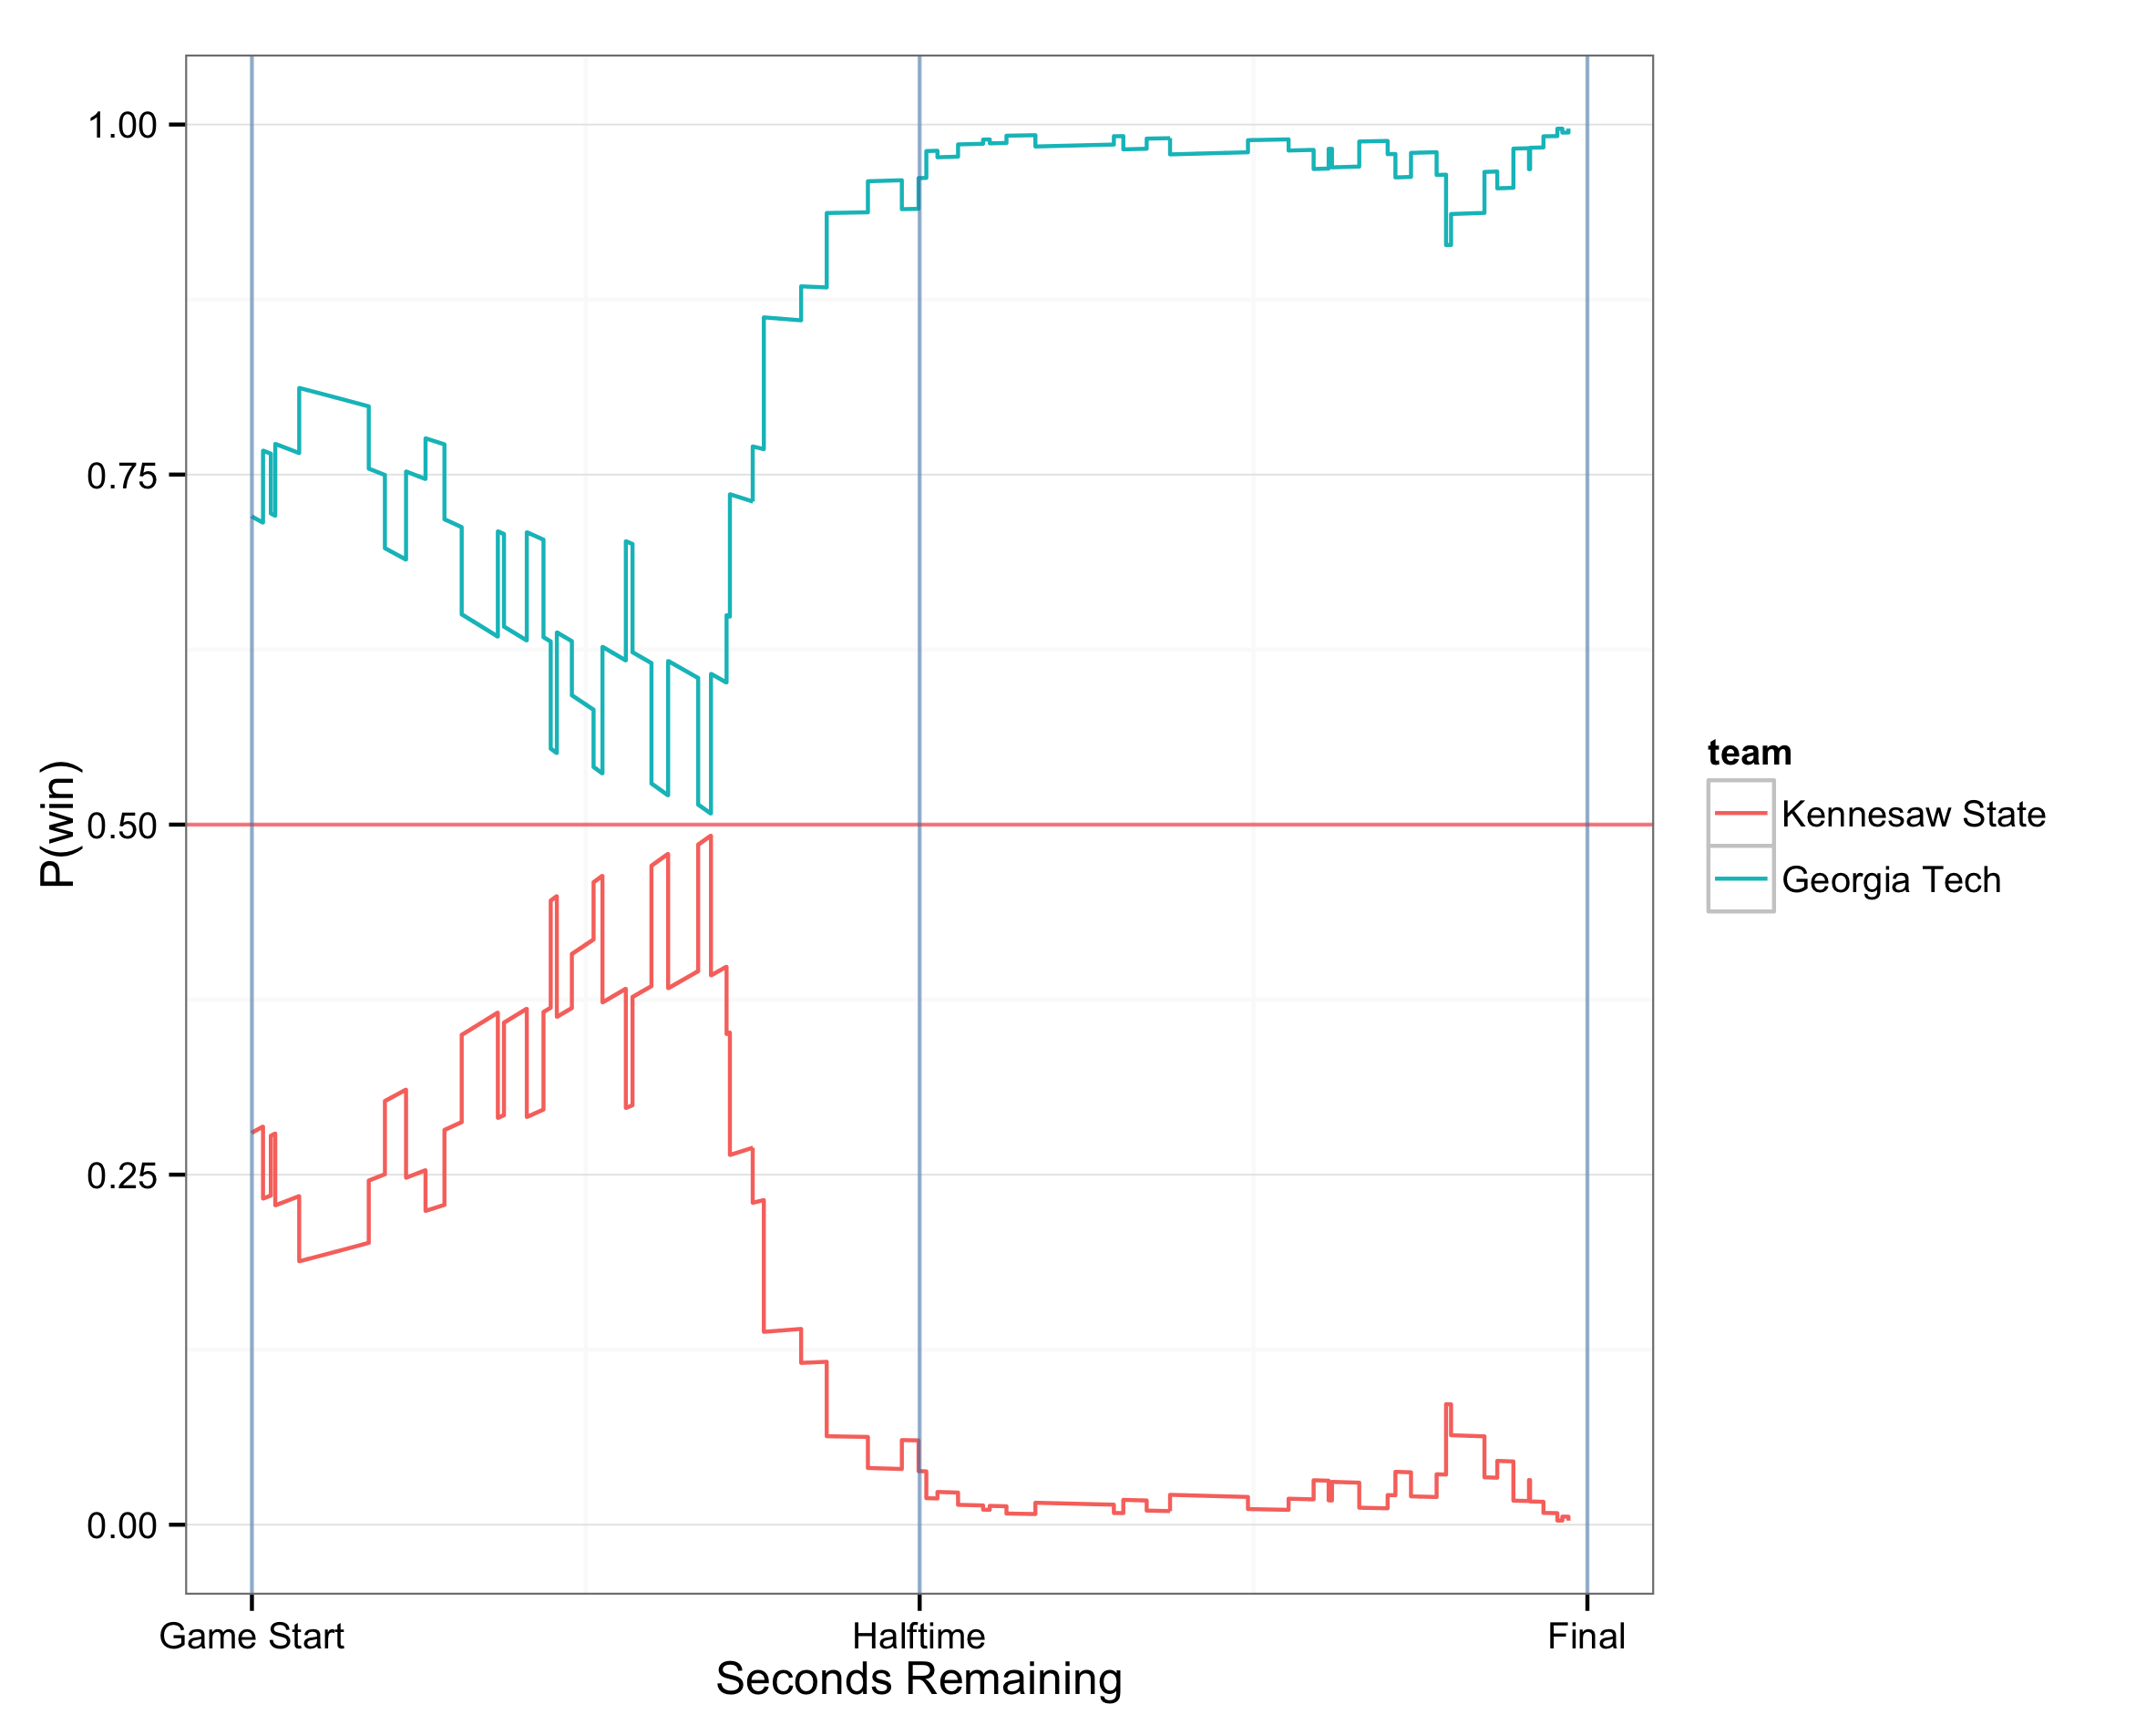 1.00
0.75
0.50
0.25
0.00
P(win)
Game Start
Halftime
Final
Seconds Remaining
team
Kennesaw State
Georgia Tech